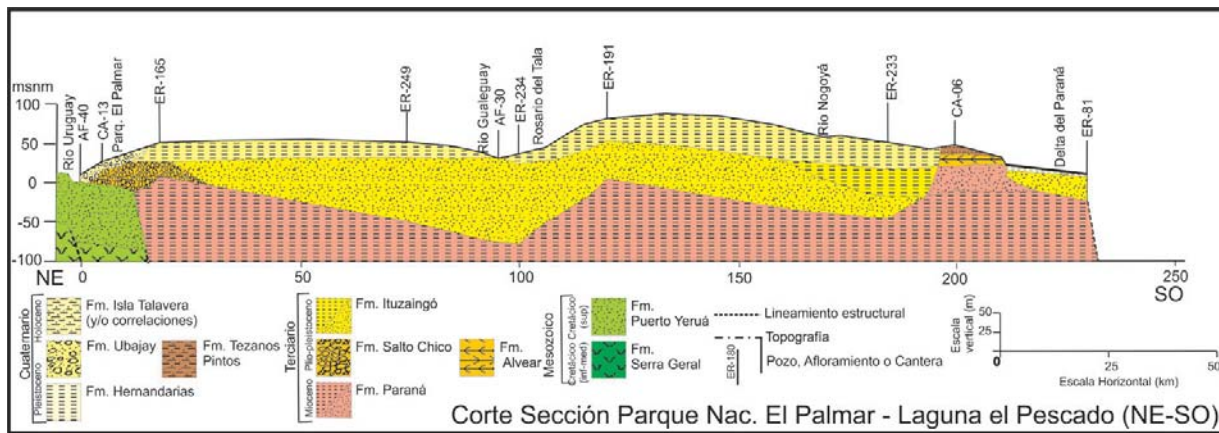 msnm
100
50
0
-50
-100
NE
0
50
100
150
200
250
SO
Río Uruguay
AF-40
CA-13
Parq. El Palmar
ER-165
ER-249
Río Gualeguay
AF-30
ER-234
Rosario del Tala
ER-191
Río Nogoyá
ER-233
CA-06
Delta del Paraná
ER-81
Cuaternario
Holoceno
Pleistoceno
Fm. Isla Talavera
(y/o correlaciones)
Fm. Ubajay
Fm. Tezanos
Pintos
Fm. Hernandarias
Terciario
Plio-pleistoceno
Mioceno
Fm. Ituzaingó
Fm. Salto Chico
Fm.
Alvear
Fm. Paraná
Mesozoico
Cretácico
(sup)
Cretácico
(inf-med)
Fm.
Puerto Yeruá
Fm.
Serra Geral
Lineamiento estructural
Topografía
ER-180
Pozo, Afloramiento o Cantera
Escala
vertical (m)
50
25
0
0
25
50
Escala Horizontal (km)
Corte Sección Parque Nac. El Palmar - Laguna el Pescado (NE-SO)